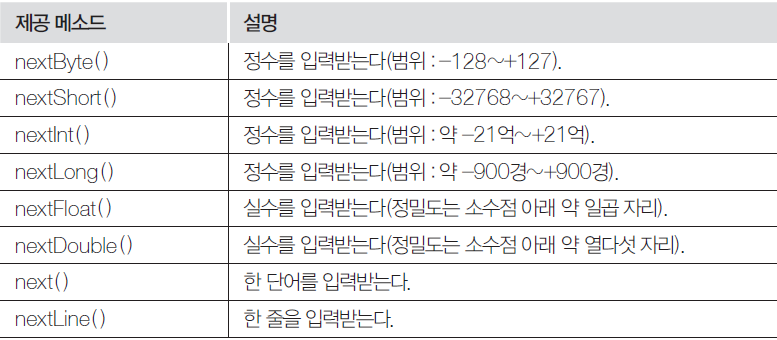 제공 메소드 설명
nextByte() 정수를 입력받는다(범위 : –128~+127).
nextShort() 정수를 입력받는다(범위 : –32768~+32767).
nextInt() 정수를 입력받는다(범위 : 약 –21억~+21억).
nextLong() 정수를 입력받는다(범위 : 약 –900경~+900경).
nextFloat() 실수를 입력받는다(정밀도는 소수점 아래 약 일곱 자리).
nextDouble() 실수를 입력받는다(정밀도는 소수점 아래 약 열다섯 자리).
next() 한 단어를 입력받는다.
nextLine() 한 줄을 입력받는다.